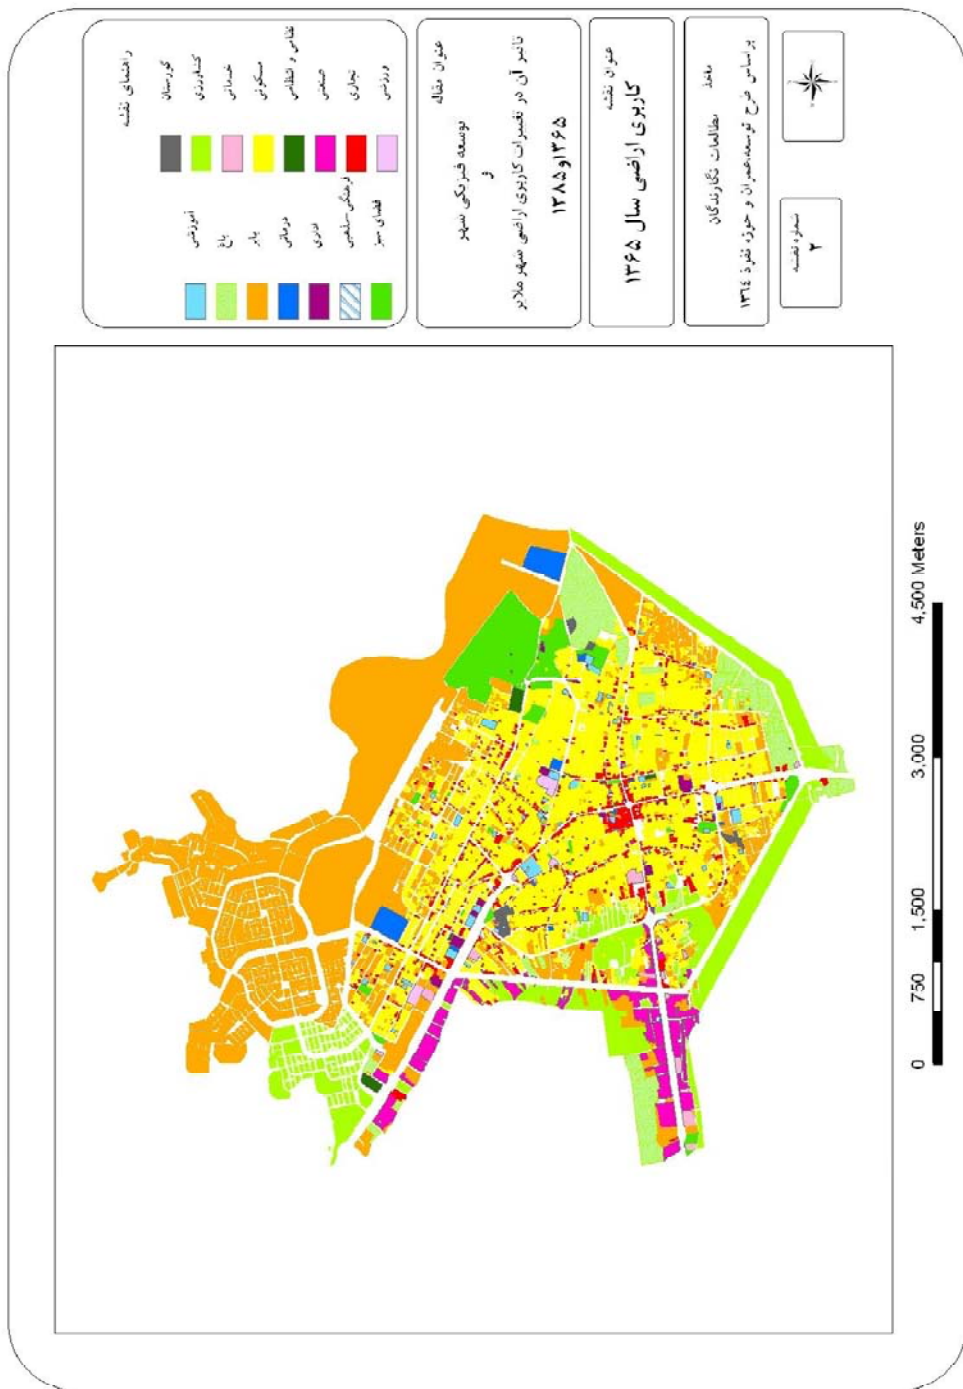 راهنمای نقشه
گورستان
کشاورزی
خدماتی
مسکونی
نظامی و انتظامی
صنعتی
تجاری
ورزشی
آموزشی
باغ
بایر
درمانی
اداری
فرهنگی-مذهبی
فضای سبز
عنوان مقاله
توسعه فیزیکی شهر
و
تاثیر آن در تغییرات کاربری اراضی شهر ملایر
۱۳۶۵و۱۳۸۵
عنوان نقشه
کاربری اراضی سال ۱۳۶۵
ماخذ
مطالعات نگارندگان
براساس طرح توسعه،عمران و حوزه نفوذ ١٣٦٤
شماره نقشه
۲
0 750 1,500 3,000 4,500 Meters